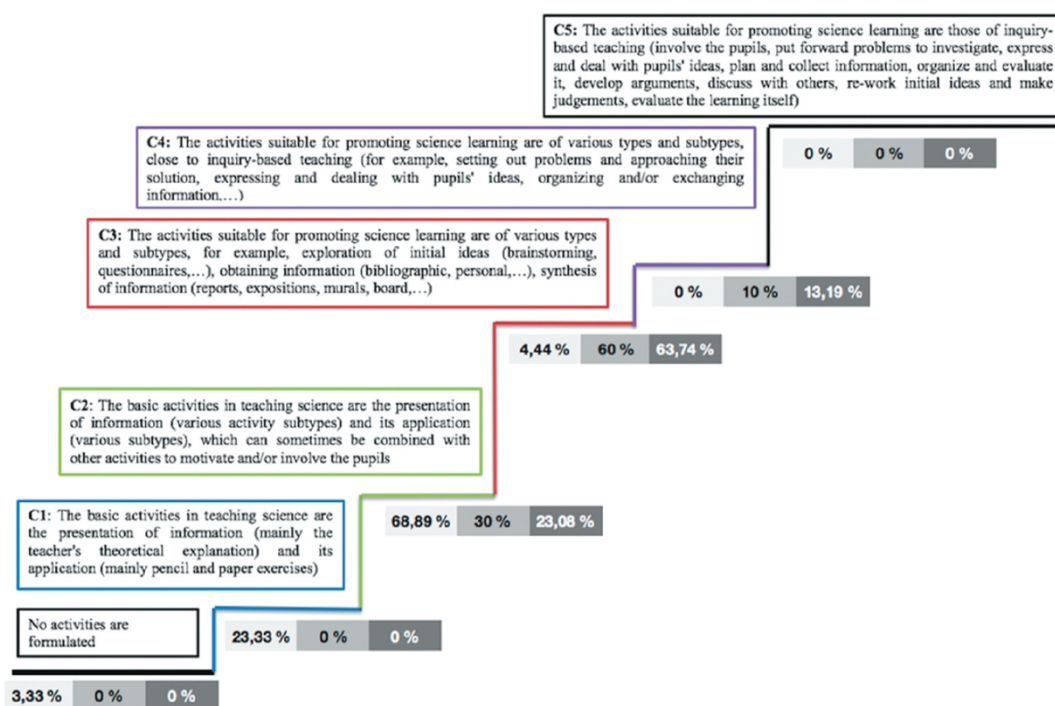 C5: The activities suitable for promoting science learning are those of inquiry-
based teaching (involve the pupils, put forward problems to investigate, express
and deal with pupils' ideas, plan and collect information, organize and evaluate
it, develop arguments, discuss with others, re-work initial ideas and make
judgements, evaluate the learning itself)
0 % 0 % 0 %
C4: The activities suitable for promoting science learning are of various types and subtypes,
close to inquiry-based teaching (for example, setting out problems and approaching their
solution, expressing and dealing with pupils' ideas, organizing and/or exchanging
information,…)
0 % 10 % 13,19 %
C3: The activities suitable for promoting science learning are of various types
and subtypes, for example, exploration of initial ideas (brainstorming,
questionnaires,…), obtaining information (bibliographic, personal,…), synthesis
of information (reports, expositions, murals, board,…)
4,44 % 60 % 63,74 %
C2: The basic activities in teaching science are the presentation
of information (various activity subtypes) and its application
(various subtypes), which can sometimes be combined with
other activities to motivate and/or involve the pupils
68,89 % 30 % 23,08 %
C1: The basic activities in teaching science are
the presentation of information (mainly the
teacher's theoretical explanation) and its
application (mainly pencil and paper exercises)
23,33 % 0 % 0 %
No activities are
formulated
3,33 % 0 % 0 %